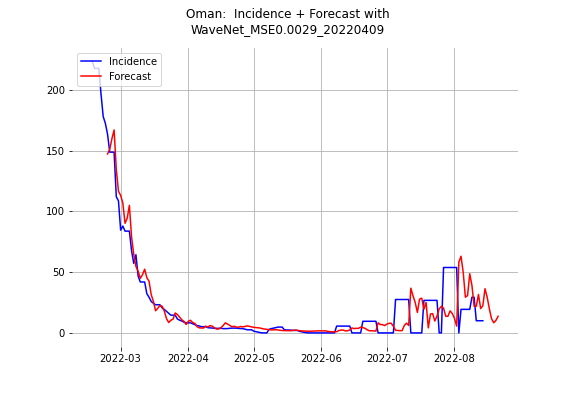 Oman:  Incidence + Forecast with
WaveNet_MSE0.0029_20220409
Incidence
Forecast
200
150
100
50
0
2022-03
2022-04
2022-05
2022-06
2022-07
2022-08